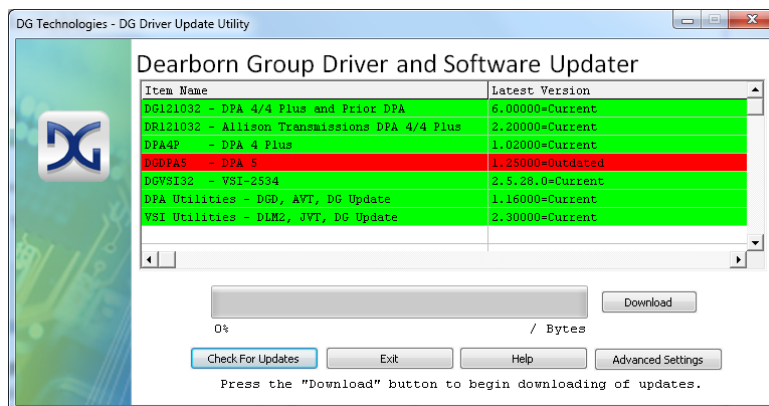 DG Technologies - DG Driver Update Utility
Dearborn Group Driver and Software Updater
Item Name Latest Version
DG121032 - DPA 4/4 Plus and Prior DPA 6.00000=Current
DR121032 - Allison Transmissions DPA 4/4 Plus 2.20000=Current
DPA4P - DPA 4 Plus 1.02000=Current
DGDPA5 - DPA 5 1.25000=Outdated
DGVSI32 - VSI-2534 2.5.28.0=Current
DPA Utilities - DGD, AVT, DG Update 1.16000=Current
VSI Utilities - DLM2, JVT, DG Update 2.30000=Current
DG
Download
0% / Bytes
Check For Updates Exit Help Advanced Settings
Press the "Download" button to begin downloading of updates.